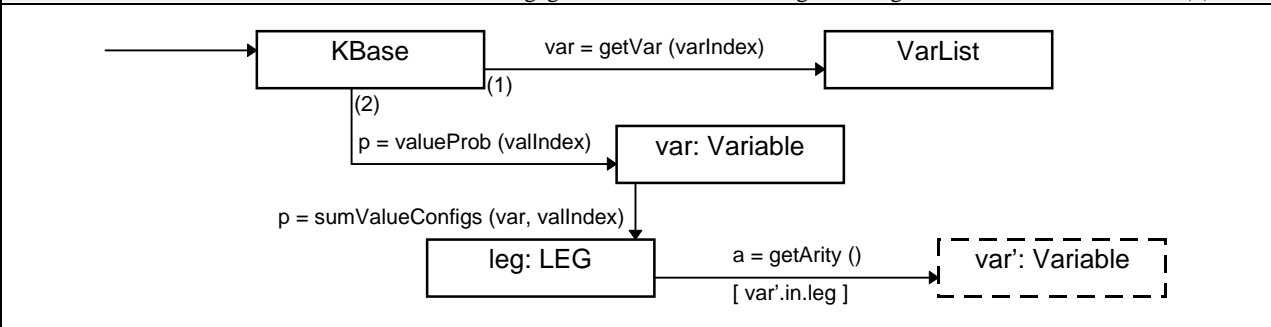 KBase
var = getVar (varIndex)
VarList
(1)
(2)
p = valueProb (valIndex)
var: Variable
p = sumValueConfigs (var, valIndex)
leg: LEG
a = getArity ()
[ var'.in.leg ]
var': Variable